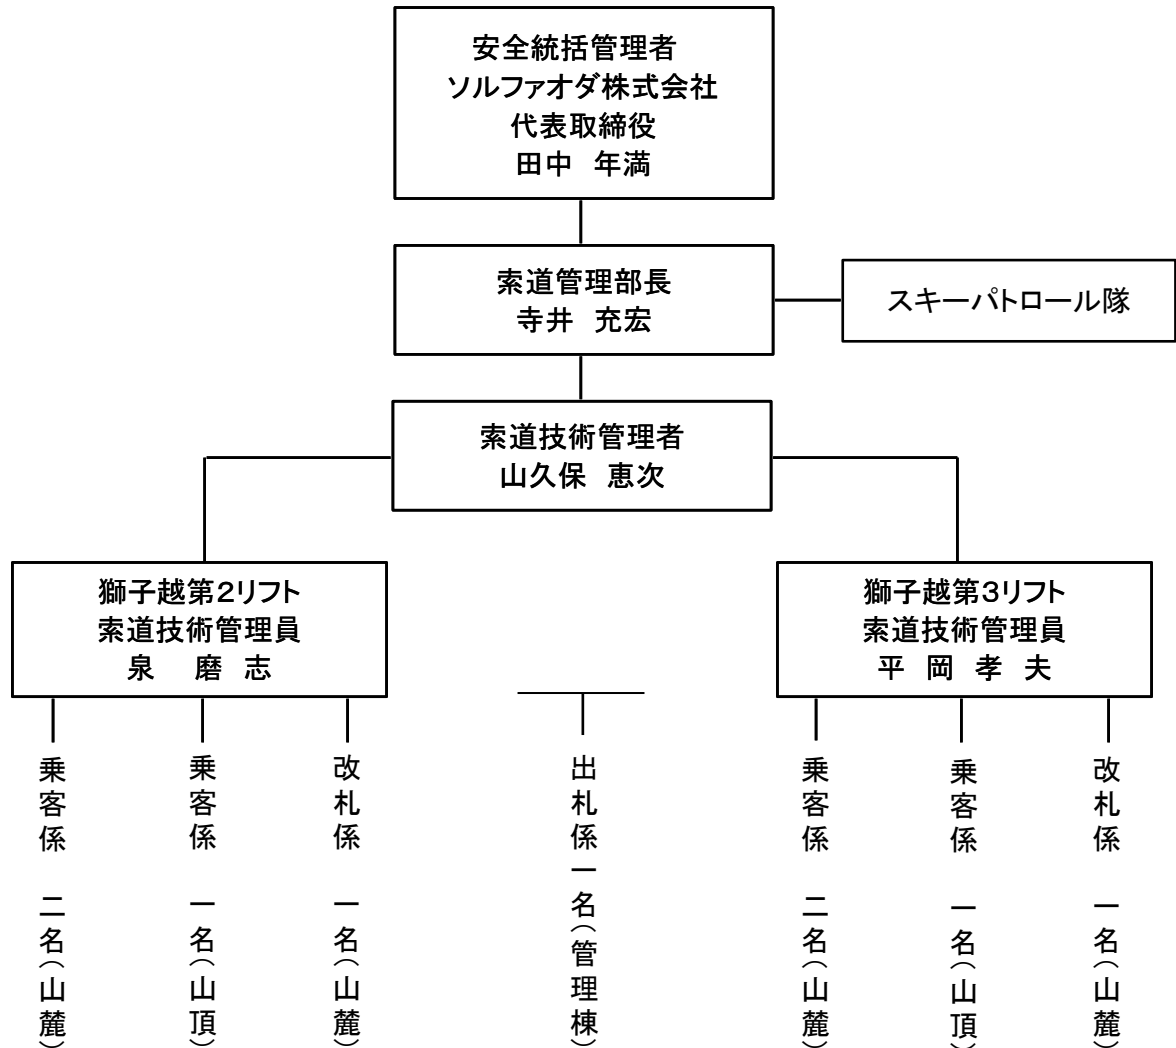 安全統括管理者
ソルファオダ株式会社
代表取締役
田中　年満
索道管理部長
寺井　充宏
スキーパトロール隊
索道技術管理者
山久保　恵次
獅子越第2リフト
索道技術管理員
泉　磨　志
獅子越第3リフト
索道技術管理員
平　岡　孝　夫
乗客係　二名（山麓）
乗客係　一名（山頂）
改札係　一名（山麓）
出札係一名（管理棟）
乗客係　二名（山麓）
乗客係　一名（山頂）
改札係　一名（山麓）